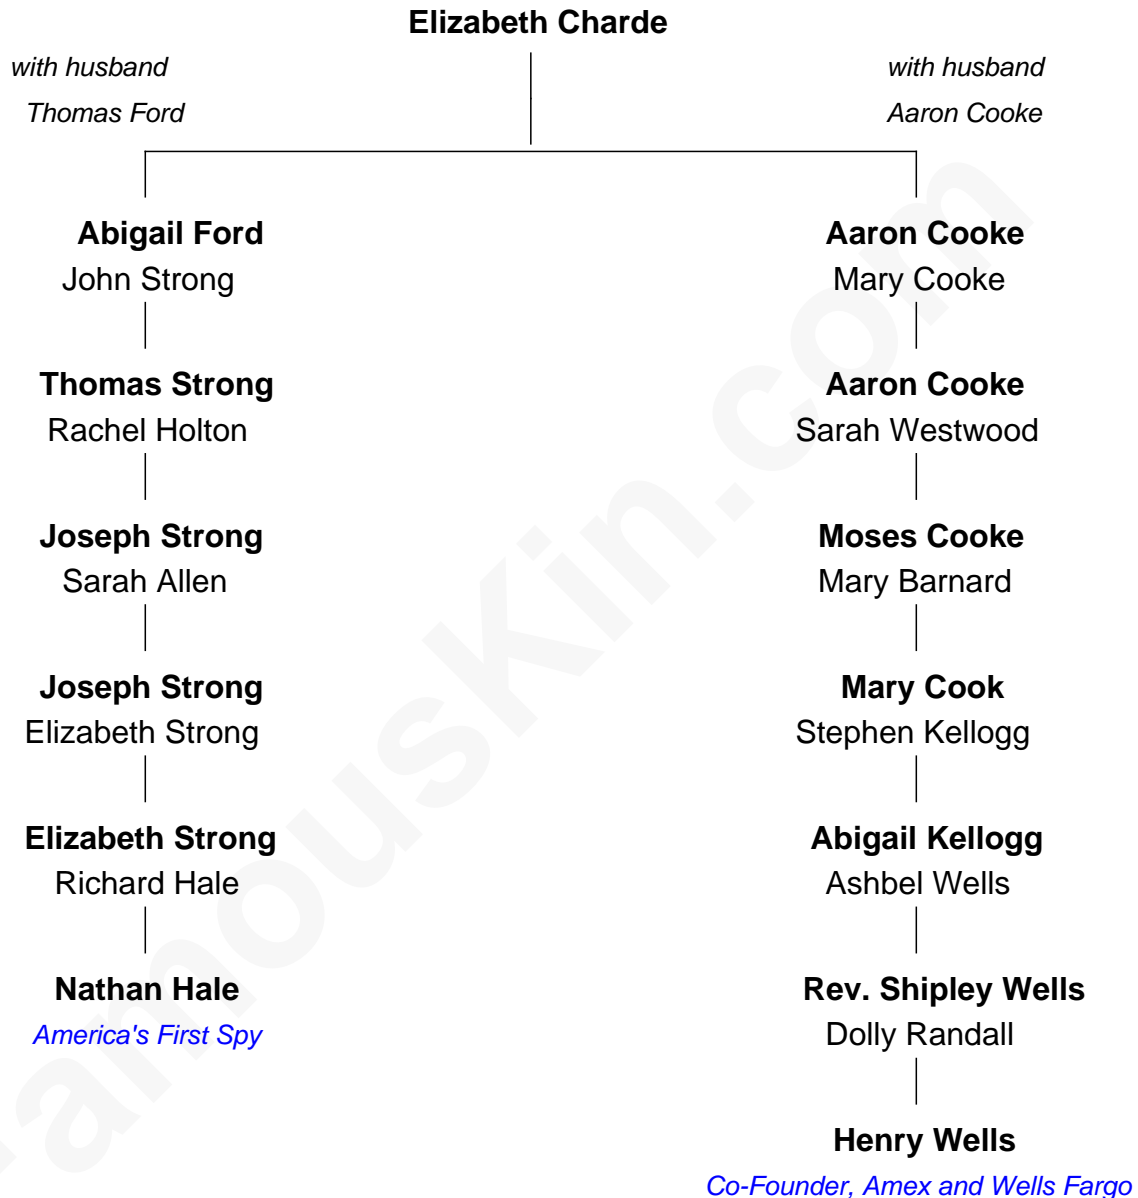 Elizabeth Charde
with husband
Thomas Ford
with husband
Aaron Cooke
Abigail Ford
John Strong
Aaron Cooke
Mary Cooke
Thomas Strong
Rachel Holton
Aaron Cooke
Sarah Westwood
Joseph Strong
Sarah Allen
Moses Cooke
Mary Barnard
Joseph Strong
Elizabeth Strong
Mary Cook
Stephen Kellogg
Elizabeth Strong
Richard Hale
Abigail Kellogg
Ashbel Wells
Nathan Hale
America's First Spy
Rev. Shipley Wells
Dolly Randall
Henry Wells
Co-Founder, Amex and Wells Fargo
FamousKin.com